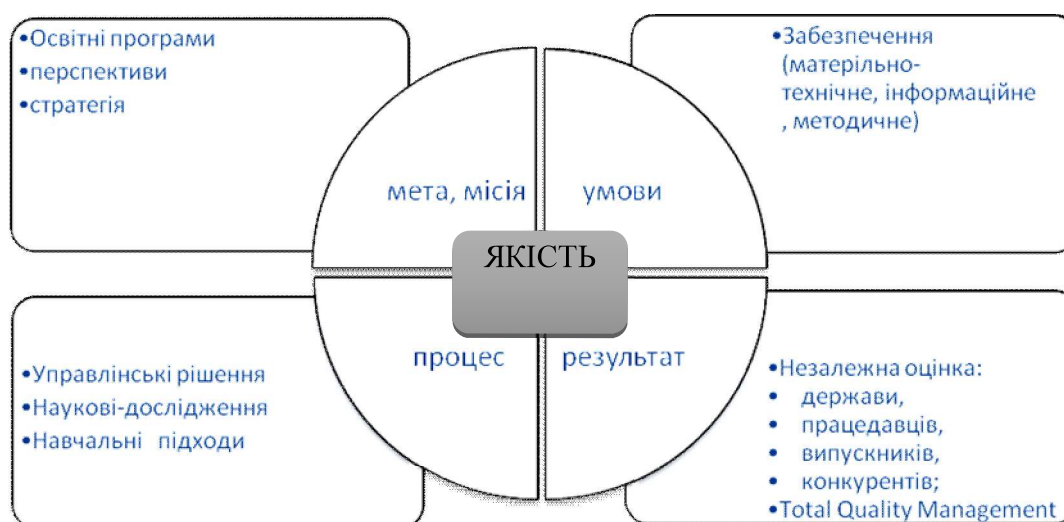 •Освітні програми
•перспективи
•стратегія
•Забезпечення
(матерільно-
технічне, інформаційне
, методичне)
мета, місія
умови
ЯКІСТЬ
процес
результат
•Управлінські рішення
•Наукові-дослідження
•Навчальні підходи
•Незалежна оцінка:
• держави,
• працедавців,
• випускників,
• конкурентів;
•Total Quality Management